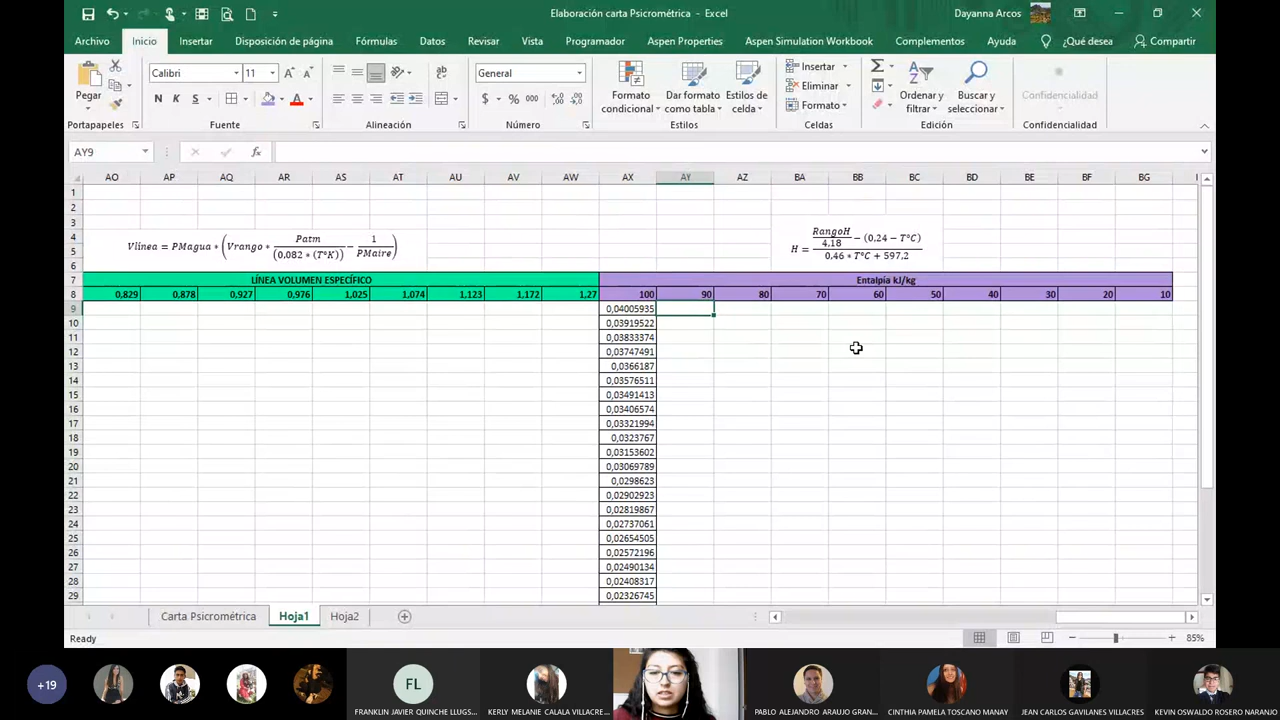 Elaboración carta Psicrométrica - Excel
Dayanna Arcos
Archivo Inicio Insertar Disposición de página Fórmulas Datos Revisar Vista Programador Aspen Properties Aspen Simulation Workbook Complementos Ayuda ¿Qué desea Compartir
Pegar
Calibri 11
N K S
General
$ % 000
Formato condicional
Dar formato como tabla
Estilos de celda
Insertar
Eliminar
Formato
Ordenar y filtrar
Buscar y seleccionar
Confidencialidad
Portapapeles Fuente Alineación Número Estilos Celdas Edición Confidencialidad
AY9 fx
AO AP AQ AR AS AT AU AV AW AX AY AZ BA BB BC BD BE BF BG
1
2
3
4
5
6
Vlínea = PMagua * (Vrango * Patm / (0.082 * (T°K)) − 1 / PMaire)
H = (RangoH / 4,18 − (0,24 − T°C)) / (0.46 * T°C + 597,2)
7 LÍNEA VOLUMEN ESPECÍFICO Entalpía kJ/kg
8 0,829 0,878 0,927 0,976 1,025 1,074 1,123 1,172 1,27 100 90 80 70 60 50 40 30 20 10
9 0,04005935
10 0,03919522
11 0,03833374
12 0,03747491
13 0,0366187
14 0,03576511
15 0,03491413
16 0,03406574
17 0,03321994
18 0,0323767
19 0,03153602
20 0,03069789
21 0,0298623
22 0,02902923
23 0,02819867
24 0,02737061
25 0,02654505
26 0,02572196
27 0,02490134
28 0,02408317
29 0,02326745
Carta Psicrométrica Hoja1 Hoja2
Ready 85%
+19
FL
FRANKLIN JAVIER QUINCHE LLUGS...
KERLY MELANIE CALALA VILLACRE...
PABLO ALEJANDRO ARAUJO GRAN...
CINTHIA PAMELA TOSCANO MANAY
JEAN CARLOS GAVILANES VILLACRES
KEVIN OSWALDO ROSERO NARANJO